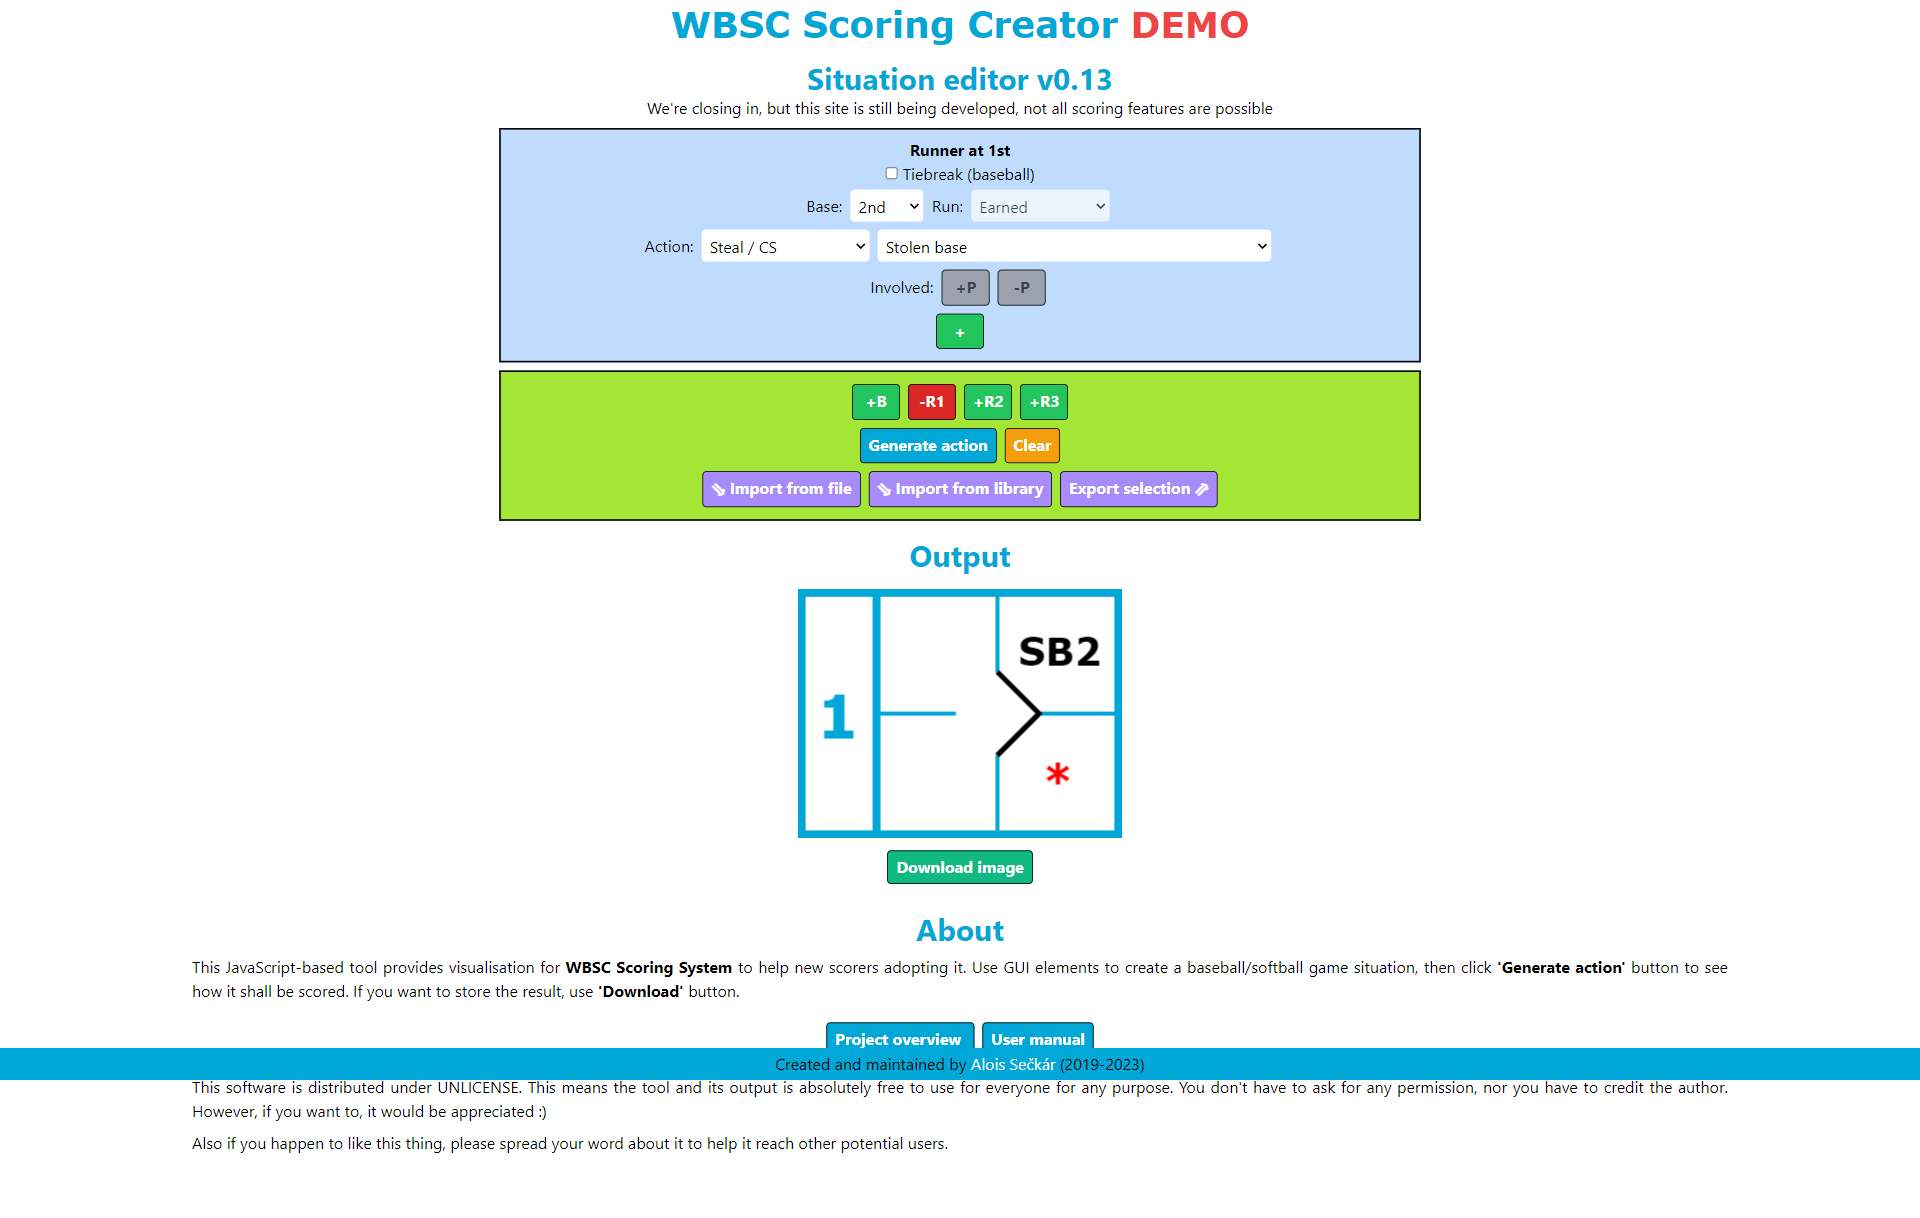 WBSC Scoring Creator DEMO
Situation editor v0.13
We're closing in, but this site is still being developed, not all scoring features are possible
Runner at 1st
Tiebreak (baseball)
Base: 2nd Run: Earned
Action: Steal / CS Stolen base
Involved: +P -P
+
+B -R1 +R2 +R3
Generate action Clear
⇘ Import from file ⇘ Import from library Export selection ⇗
Output
SB2
1
*
Download image
About
This JavaScript-based tool provides visualisation for WBSC Scoring System to help new scorers adopting it. Use GUI elements to create a baseball/softball game situation, then click 'Generate action' button to see
how it shall be scored. If you want to store the result, use 'Download' button.
Project overview User manual
Created and maintained by Alois Sečkár (2019-2023)
This software is distributed under UNLICENSE. This means the tool and its output is absolutely free to use for everyone for any purpose. You don't have to ask for any permission, nor you have to credit the author.
However, if you want to, it would be appreciated :)
Also if you happen to like this thing, please spread your word about it to help it reach other potential users.